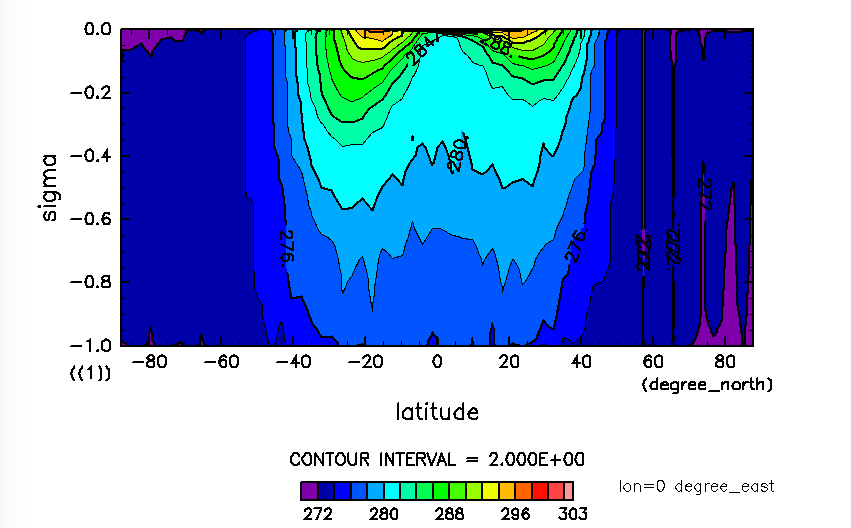 0.0
284.
288.
-0.2
sigma
-0.4
280.
272
-0.6
276.
276.
-0.8
-1.0
-80 -60 -40 -20 0 20 40 60 80
((1))
(degree_north)
latitude
CONTOUR INTERVAL = 2.000E+00
lon=0 degree_east
272 280 288 296 303